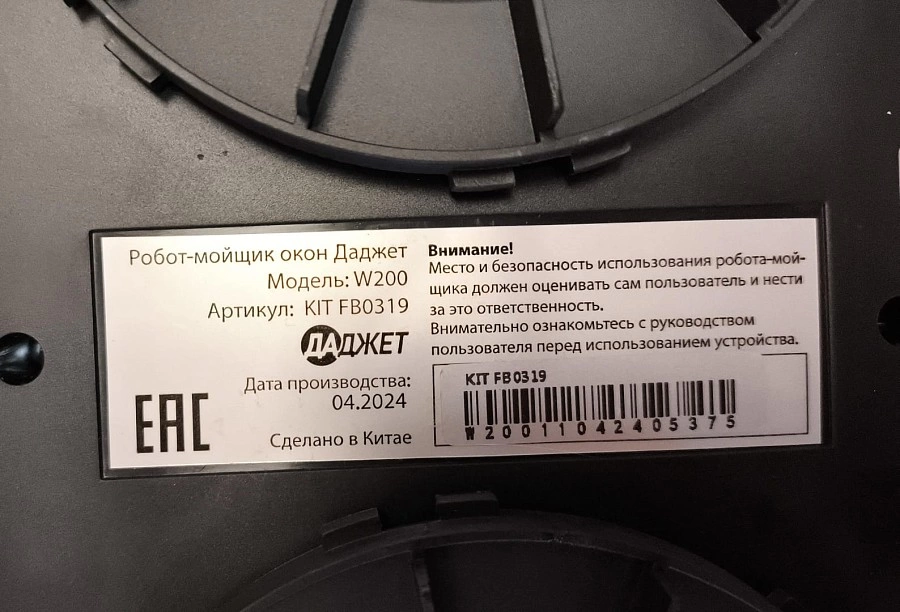 Робот-мойщик окон Даджет
Модель: W200
Артикул: KIT FB0319
ДАДЖЕТ
Дата производства:
04.2024
ЕАС
Сделано в Китае
Внимание!
Место и безопасность использования робота-мой-
щика должен оценивать сам пользователь и нести
за это ответственность.
Внимательно ознакомьтесь с руководством
пользователя перед использованием устройства.
KIT FB0319
W20011042405375